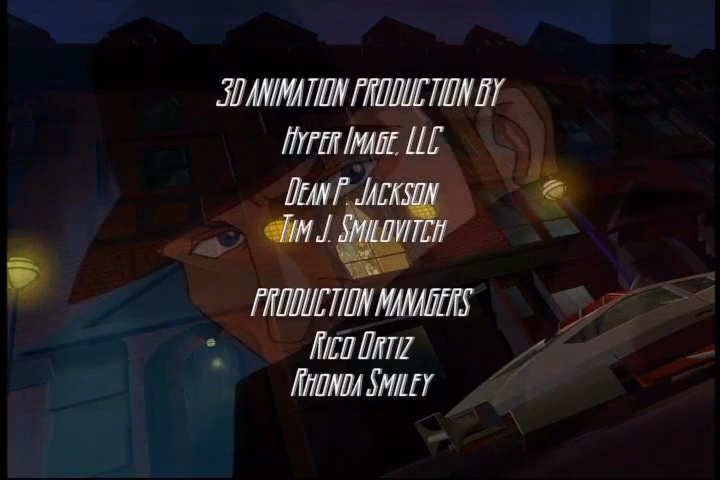 3D ANIMATION PRODUCTION BY
HYPER IMAGE, LLC
DEAN P. JACKSON
TIM J. SMILOVITCH
PRODUCTION MANAGERS
RICO ORTIZ
RHONDA SMILEY